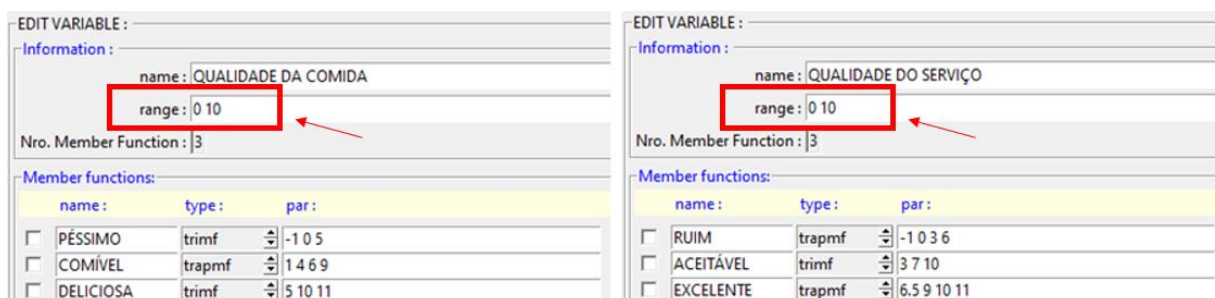 EDIT VARIABLE :
Information :
name : QUALIDADE DA COMIDA
range : 0 10
Nro. Member Function : 3
Member functions:
name : type : par :
PÉSSIMO trimf -1 0 5
COMÍVEL trapmf 1 4 6 9
DELICIOSA trimf 5 10 11
EDIT VARIABLE :
Information :
name : QUALIDADE DO SERVIÇO
range : 0 10
Nro. Member Function : 3
Member functions:
name : type : par :
RUIM trapmf -1 0 3 6
ACEITÁVEL trimf 3 7 10
EXCELENTE trapmf 6.5 9 10 11